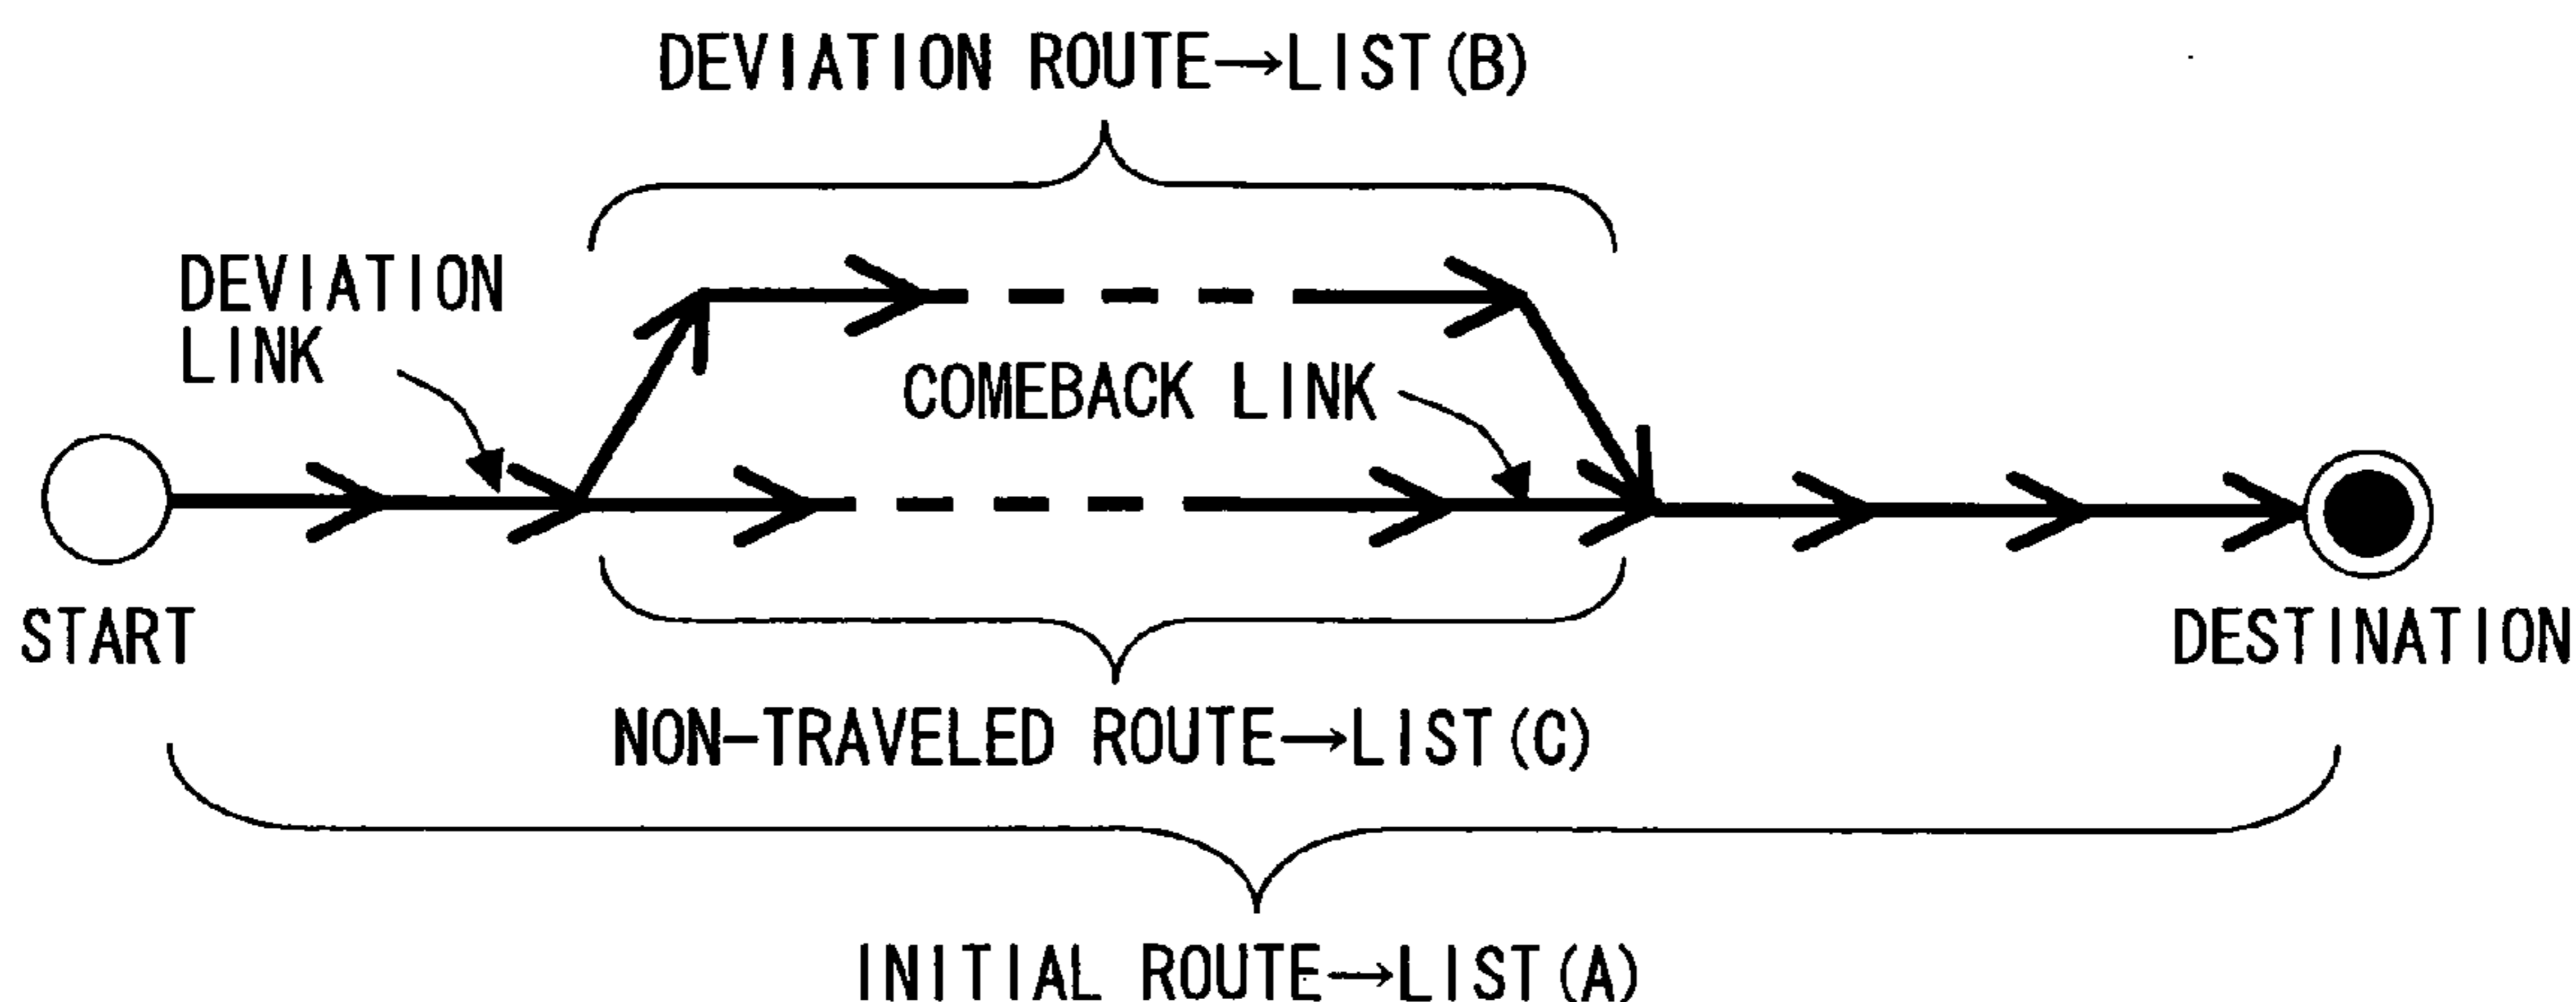 DEVIATION ROUTE→LIST(B)
DEVIATION
LINK
COMEBACK LINK
START
DESTINATION
NON-TRAVELED ROUTE→LIST(C)
INITIAL ROUTE→LIST(A)